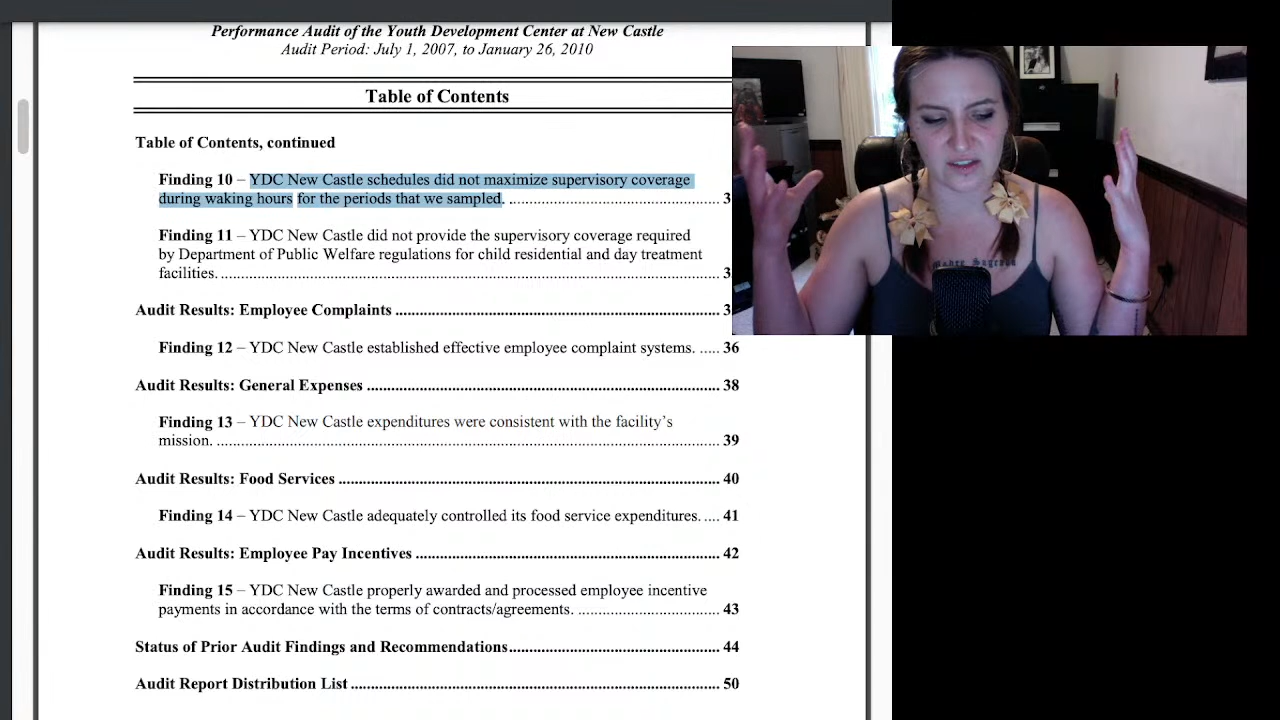 Performance Audit of the Youth Development Center at New Castle
Audit Period: July 1, 2007, to January 26, 2010
Table of Contents
Table of Contents, continued
Finding 10 – YDC New Castle schedules did not maximize supervisory coverage
during waking hours for the periods that we sampled. .......................................................... 3
Finding 11 – YDC New Castle did not provide the supervisory coverage required
by Department of Public Welfare regulations for child residential and day treatment
facilities. .............................................................................................................................. 3
Audit Results: Employee Complaints ................................................................................ 3
Finding 12 – YDC New Castle established effective employee complaint systems. ..... 36
Audit Results: General Expenses ....................................................................................... 38
Finding 13 – YDC New Castle expenditures were consistent with the facility’s
mission. .............................................................................................................................. 39
Audit Results: Food Services .............................................................................................. 40
Finding 14 – YDC New Castle adequately controlled its food service expenditures. .... 41
Audit Results: Employee Pay Incentives ........................................................................... 42
Finding 15 – YDC New Castle properly awarded and processed employee incentive
payments in accordance with the terms of contracts/agreements. .................................... 43
Status of Prior Audit Findings and Recommendations..................................................... 44
Audit Report Distribution List ............................................................................................ 50